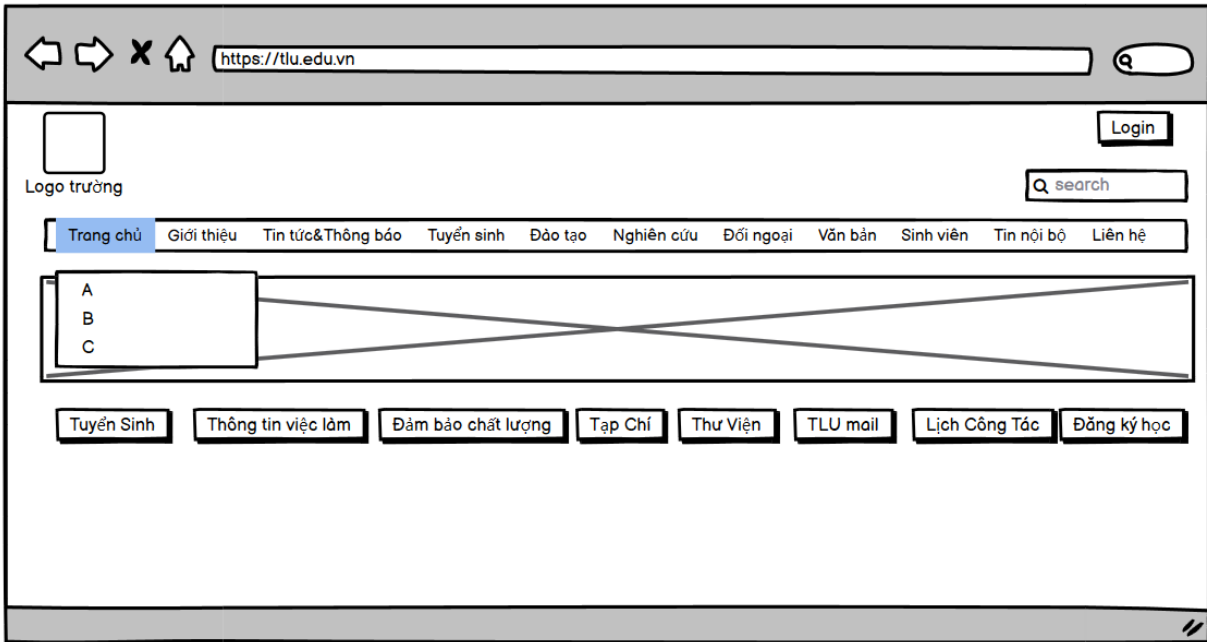 https://tlu.edu.vn
Login
Logo trường
search
Trang chủ Giới thiệu Tin tức&Thông báo Tuyển sinh Đào tạo Nghiên cứu Đối ngoại Văn bản Sinh viên Tin nội bộ Liên hệ
A
B
C
Tuyển Sinh Thông tin việc làm Đảm bảo chất lượng Tạp Chí Thư Viện TLU mail Lịch Công Tác Đăng ký học